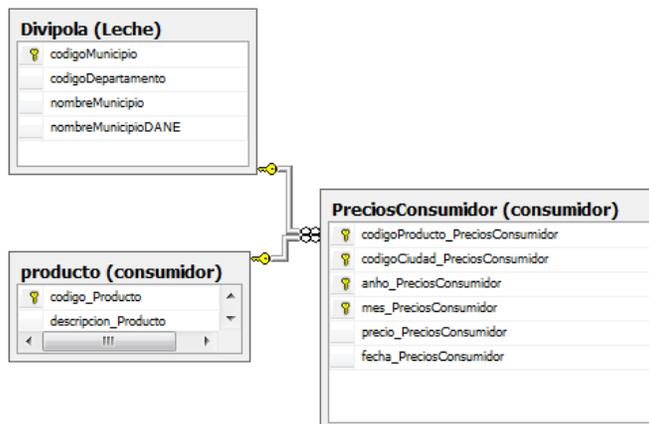 Divipola (Leche)
codigoMunicipio
codigoDepartamento
nombreMunicipio
nombreMunicipioDANE
PreciosConsumidor (consumidor)
codigoProducto_PreciosConsumidor
codigoCiudad_PreciosConsumidor
anho_PreciosConsumidor
mes_PreciosConsumidor
precio_PreciosConsumidor
fecha_PreciosConsumidor
producto (consumidor)
codigo_Producto
descripcion_Producto